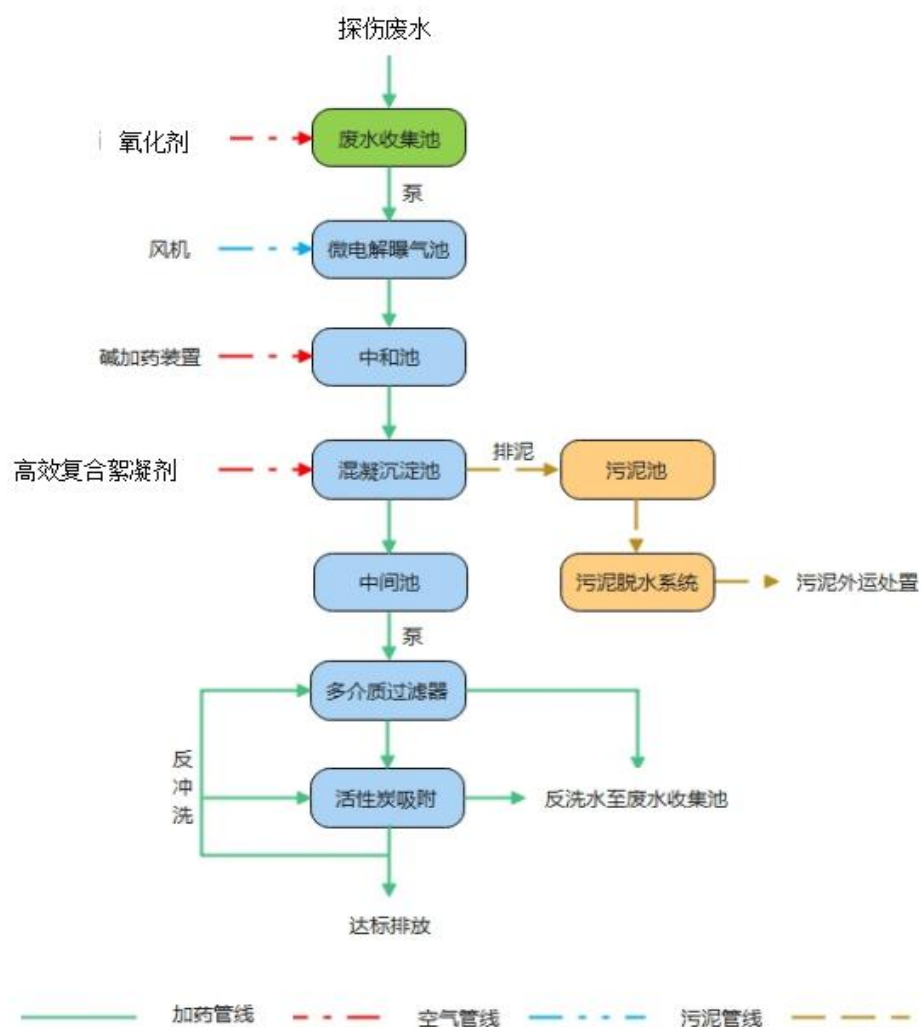 探伤废水
氧化剂
废水收集池
泵
风机
微电解曝气池
碱加药装置
中和池
高效复合絮凝剂
混凝沉淀池
排泥
污泥池
中间池
污泥脱水系统
污泥外运处置
泵
多介质过滤器
反冲洗
活性炭吸附
反洗水至废水收集池
达标排放
加药管线
空气管线
污泥管线